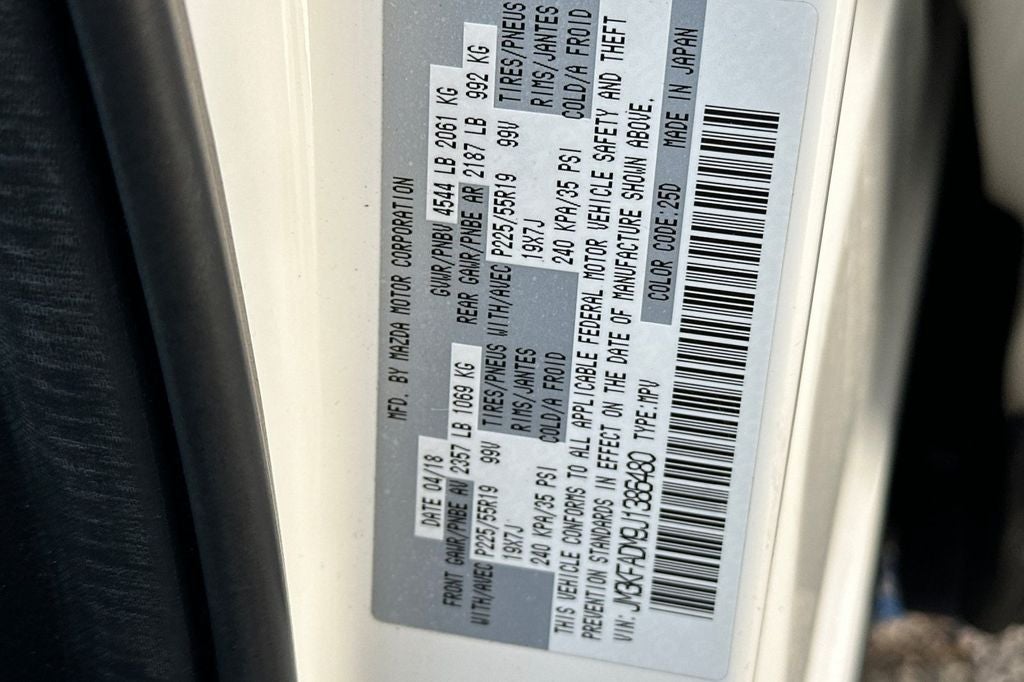 MFD. BY MAZDA MOTOR CORPORATION
DATE 04/18 GVWR/PNBV 4544 LB 2061 KG
FRONT GAWR/PNBE AV 2357 LB 1069 KG REAR GAWR/PNBE AR 2187 LB 992 KG
WITH/AVEC P225/55R19 99V TIRES/PNEUS WITH/AVEC P225/55R19 99V TIRES/PNEUS
19X7J RIMS/JANTES 19X7J RIMS/JANTES
240 KPA/35 PSI COLD/A FROID 240 KPA/35 PSI COLD/A FROID
THIS VEHICLE CONFORMS TO ALL APPLICABLE FEDERAL MOTOR VEHICLE SAFETY AND THEFT
PREVENTION STANDARDS IN EFFECT ON THE DATE OF MANUFACTURE SHOWN ABOVE.
VIN: JM3KFADM9J1386480 TYPE:MPV COLOR CODE:25D MADE IN JAPAN